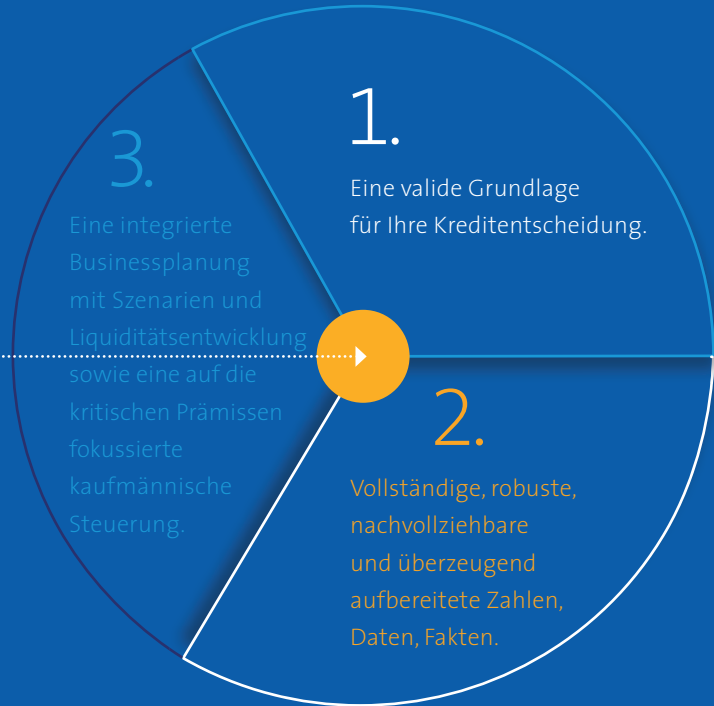 1.
Eine valide Grundlage
für Ihre Kreditentscheidung.
2.
Vollständige, robuste,
nachvollziehbare
und überzeugend
aufbereitete Zahlen,
Daten, Fakten.
3.
Eine integrierte
Businessplanung
mit Szenarien und
Liquiditätsentwicklung
sowie eine auf die
kritischen Prämissen
fokussierte
kaufmännische
Steuerung.